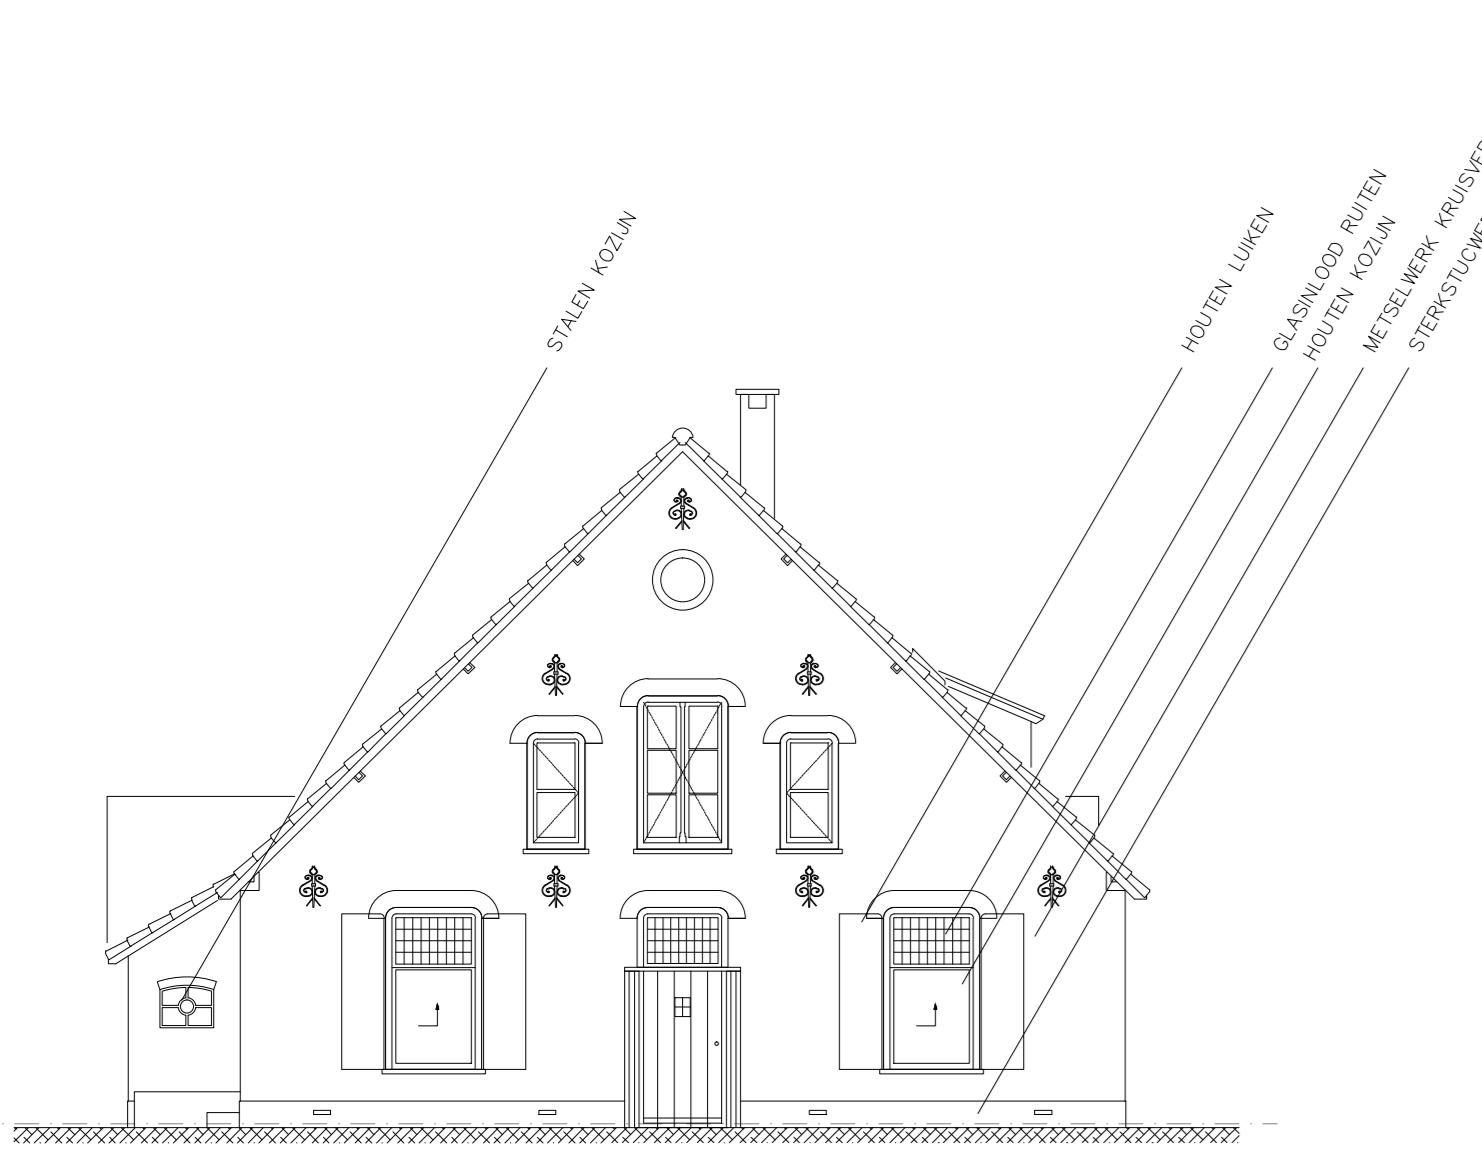 STALEN KOZIJN
HOUTEN LUIKEN
GLASINLOOD RUITEN
HOUTEN KOZIJN
METSELWERK